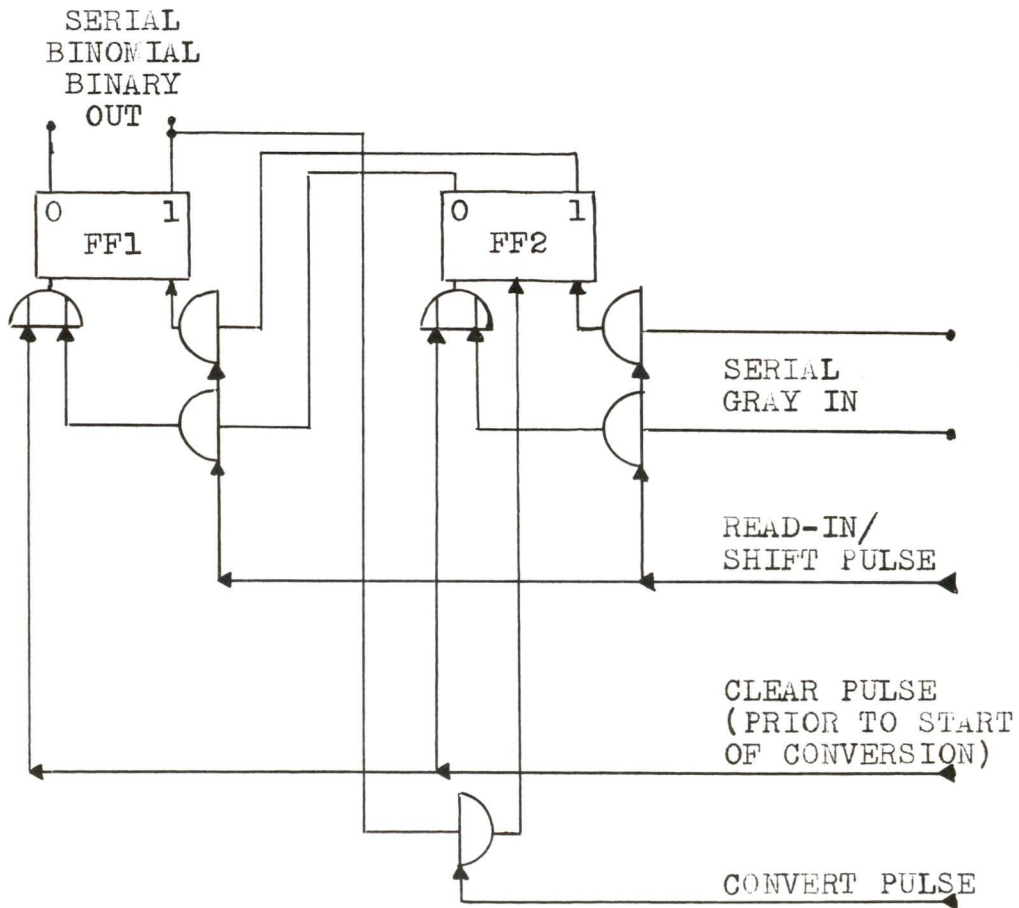 SERIAL
BINOMIAL
BINARY
OUT
0 1
FF1
0 1
FF2
SERIAL
GRAY IN
READ-IN/
SHIFT PULSE
CLEAR PULSE
(PRIOR TO START
OF CONVERSION)
CONVERT PULSE